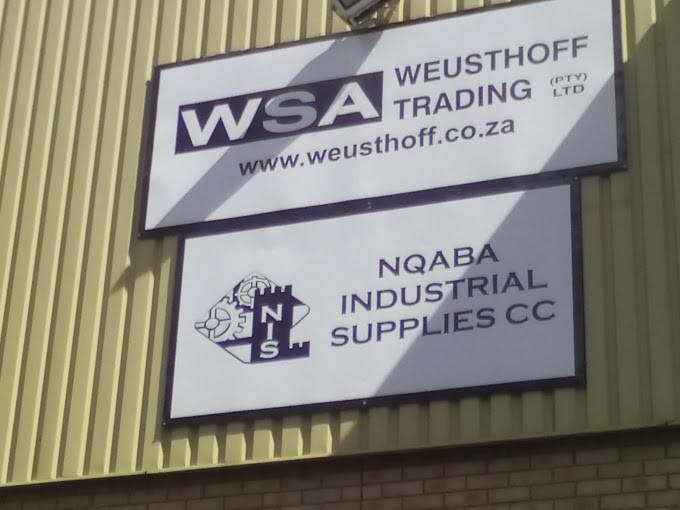 WSA WEUSTHOFF
TRADING (PTY) LTD
www.weusthoff.co.za
NIS
NQABA
INDUSTRIAL
SUPPLIES CC